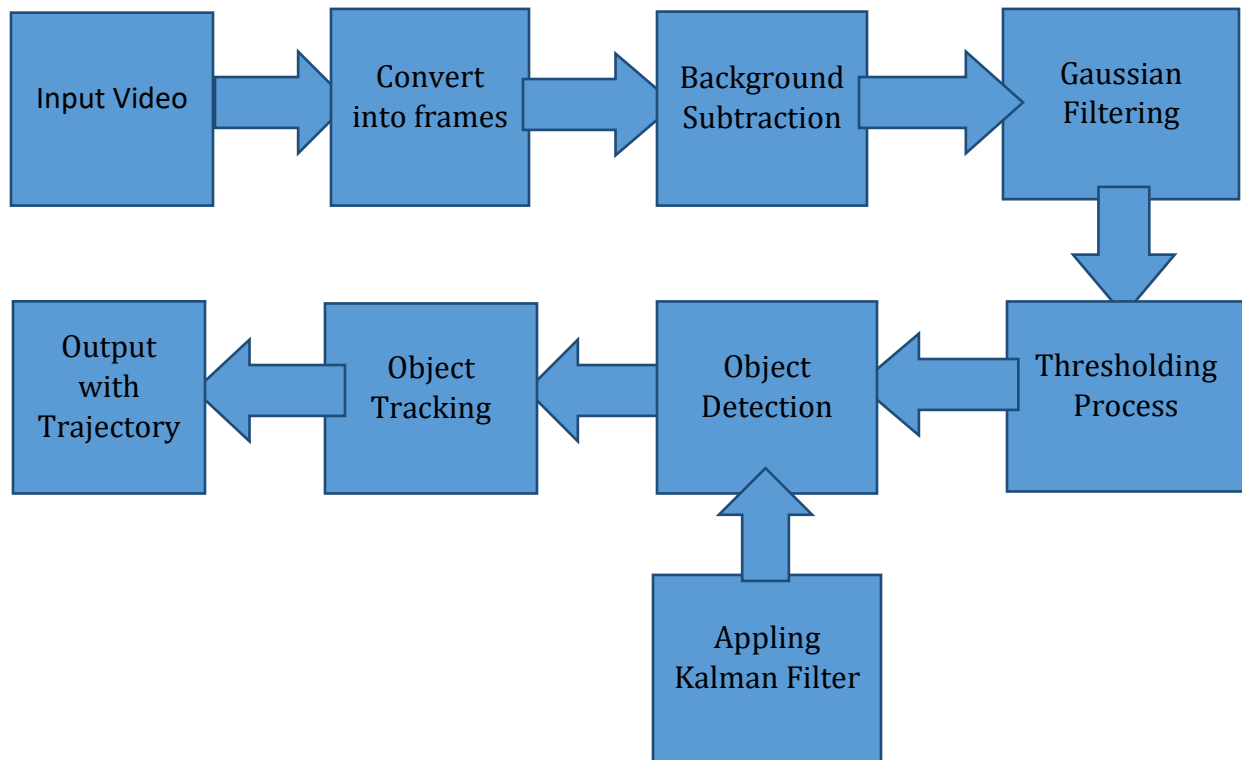 Input Video
Convert
into frames
Background
Subtraction
Gaussian
Filtering
Thresholding
Process
Object
Detection
Object
Tracking
Output
with
Trajectory
Appling
Kalman Filter